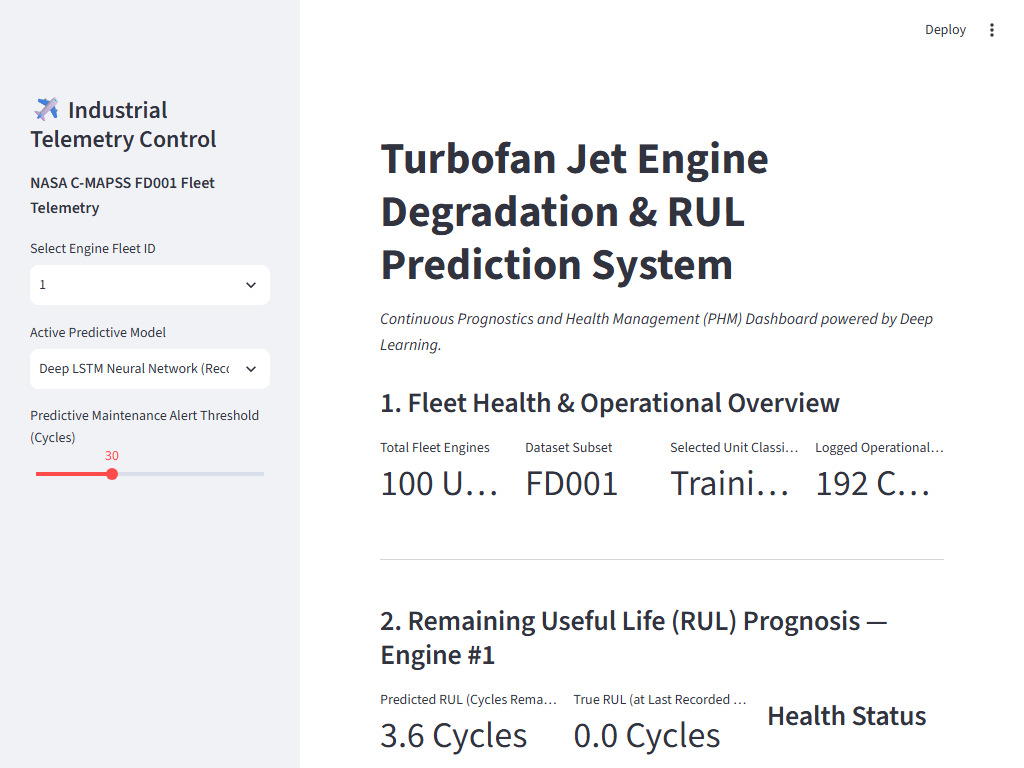 Deploy
Industrial
Telemetry Control
NASA C-MAPSS FD001 Fleet
Telemetry
Select Engine Fleet ID
1
Active Predictive Model
Deep LSTM Neural Network (Reco
Predictive Maintenance Alert Threshold
(Cycles)
30
Turbofan Jet Engine
Degradation & RUL
Prediction System
Continuous Prognostics and Health Management (PHM) Dashboard powered by Deep
Learning.
1. Fleet Health & Operational Overview
Total Fleet Engines
100 U...
Dataset Subset
FD001
Selected Unit Classi...
Traini...
Logged Operational...
192 C...
2. Remaining Useful Life (RUL) Prognosis —
Engine #1
Predicted RUL (Cycles Rema...
3.6 Cycles
True RUL (at Last Recorded ...
0.0 Cycles
Health Status